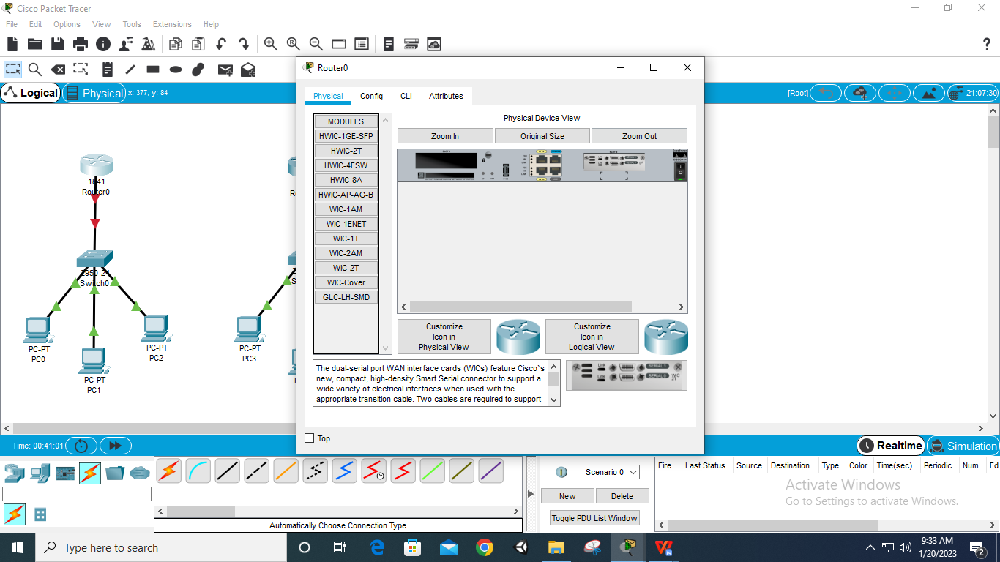 Cisco Packet Tracer
File Edit Options View Tools Extensions Help
?
Logical
Physical
x: 377, y: 84
[Root]
21:07:30
1841
Router0
2950-24
Switch0
PC-PT
PC0
PC-PT
PC1
PC-PT
PC2
PC-PT
PC3
Router0
Physical Config CLI Attributes
MODULES
HWIC-1GE-SFP
HWIC-2T
HWIC-4ESW
HWIC-8A
HWIC-AP-AG-B
WIC-1AM
WIC-1ENET
WIC-1T
WIC-2AM
WIC-2T
WIC-Cover
GLC-LH-SMD
Physical Device View
Zoom In Original Size Zoom Out
Customize
Icon in
Physical View
Customize
Icon in
Logical View
The dual-serial port WAN interface cards (WICs) feature Cisco`s
new, compact, high-density Smart Serial connector to support a
wide variety of electrical interfaces when used with the
appropriate transition cable. Two cables are required to support
Link SERIAL 1
Link SERIAL 0
WIC
2T
Top
Time: 00:41:01
Realtime
Simulation
Automatically Choose Connection Type
Scenario 0
New Delete
Toggle PDU List Window
Fire Last Status Source Destination Type Color Time(sec) Periodic Num Ed
Activate Windows
Go to Settings to activate Windows.
Type here to search
9:33 AM
1/20/2023
2